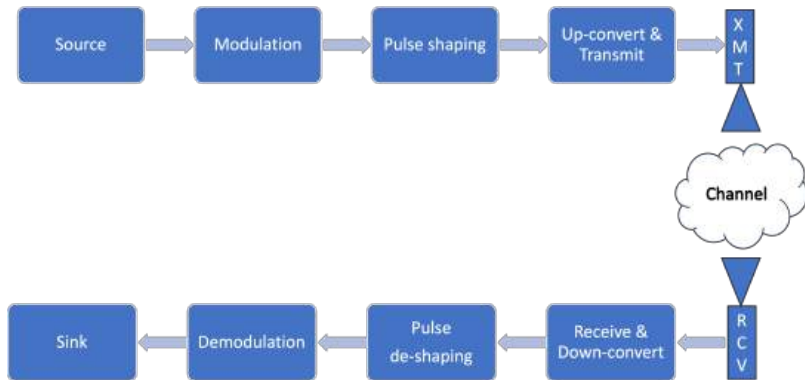 Source
Modulation
Pulse shaping
Up-convert &
Transmit
X
M
T
Channel
Sink
Demodulation
Pulse
de-shaping
Receive &
Down-convert
R
C
V